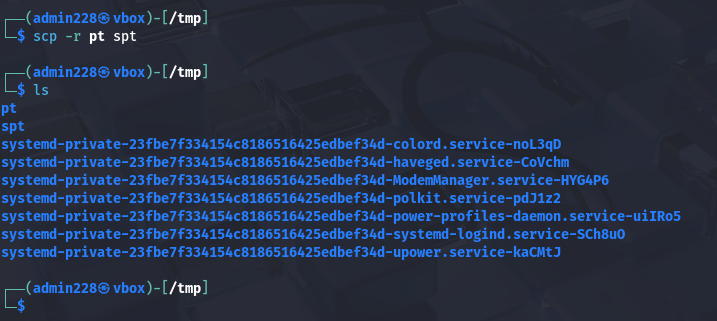 ┌──(admin228㉿vbox)-[/tmp]
└─$ scp -r pt spt
┌──(admin228㉿vbox)-[/tmp]
└─$ ls
pt
spt
systemd-private-23fbe7f334154c8186516425edbef34d-colord.service-noL3qD
systemd-private-23fbe7f334154c8186516425edbef34d-haveged.service-CoVchm
systemd-private-23fbe7f334154c8186516425edbef34d-ModemManager.service-HYG4P6
systemd-private-23fbe7f334154c8186516425edbef34d-polkit.service-pdJ1z2
systemd-private-23fbe7f334154c8186516425edbef34d-power-profiles-daemon.service-uiIRo5
systemd-private-23fbe7f334154c8186516425edbef34d-systemd-logind.service-SCh8uO
systemd-private-23fbe7f334154c8186516425edbef34d-upower.service-kaCMtJ
┌──(admin228㉿vbox)-[/tmp]
└─$